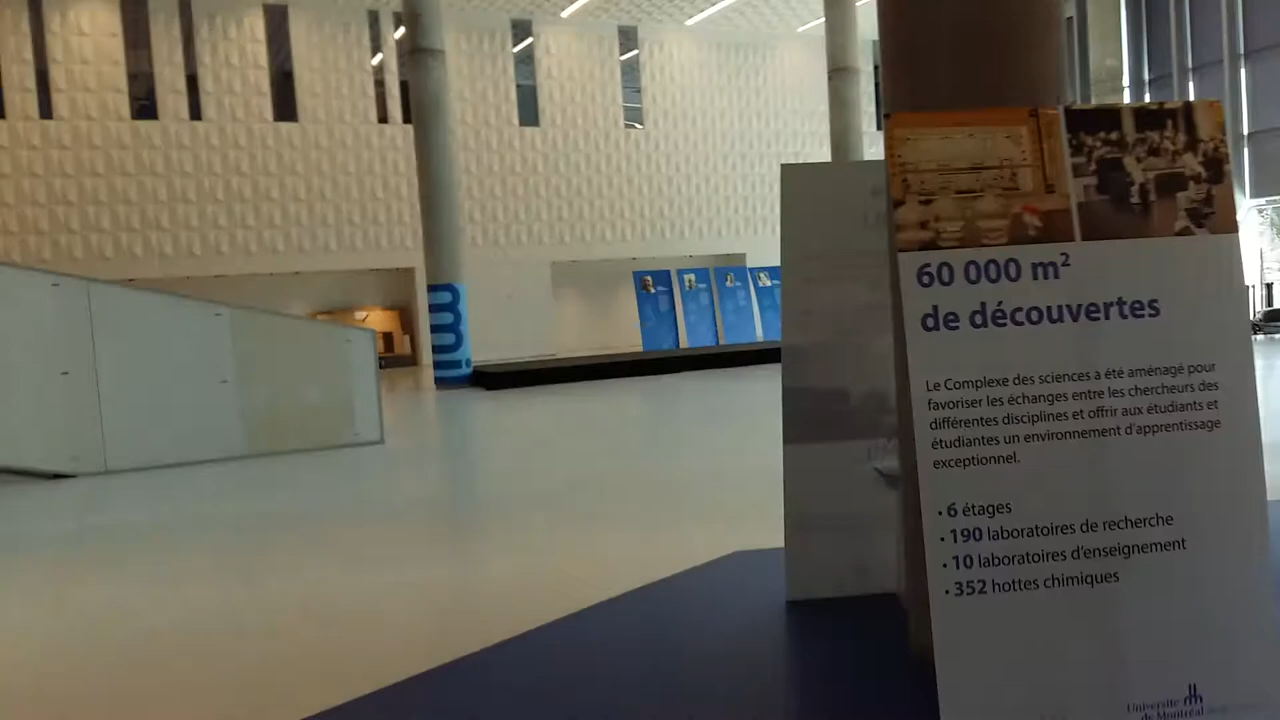 60 000 m²
de découvertes
Le Complexe des sciences a été aménagé pour
favoriser les échanges entre les chercheurs des
différentes disciplines et offrir aux étudiants et
étudiantes un environnement d'apprentissage
exceptionnel.
• 6 étages
• 190 laboratoires de recherche
• 10 laboratoires d'enseignement
• 352 hottes chimiques
Université
de Montréal